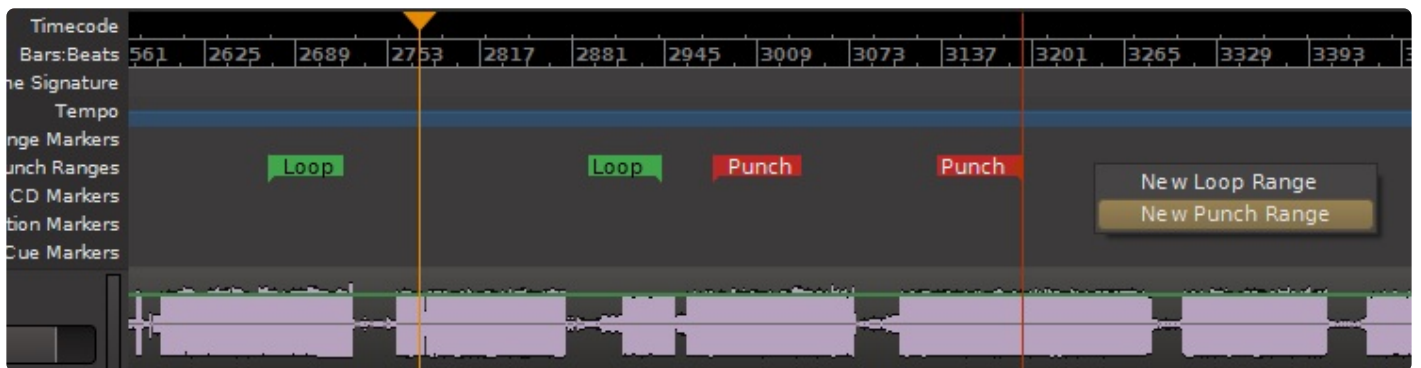 Timecode
Bars:Beats 561 2625 2689 2753 2817 2881 2945 3009 3073 3137 3201 3265 3329 3393
ne Signature
Tempo
nge Markers
unch Ranges Loop Loop Punch Punch
New Loop Range
CD Markers
New Punch Range
tion Markers
Cue Markers